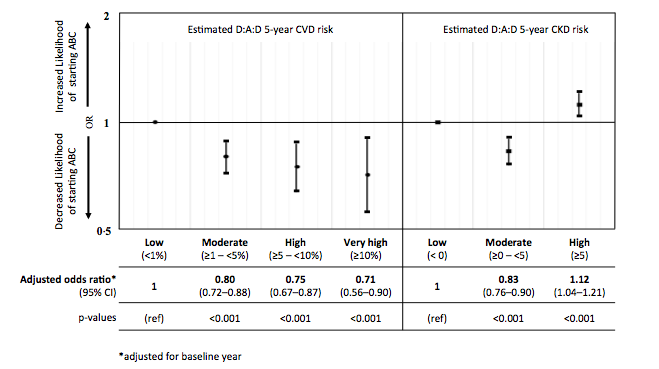 2
Estimated D:A:D 5-year CVD risk
Estimated D:A:D 5-year CKD risk
Increased Likelihood
of starting ABC
OR
1
Decreased Likelihood
of starting ABC
0·5
Low Moderate High Very high Low Moderate High
(<1%) (≥1 – <5%) (≥5 – <10%) (≥10%) (< 0) (≥0 – <5) (≥5)
Adjusted odds ratio* 1 0.80 0.75 0.71 1 0.83 1.12
(95% CI) (0.72–0.88) (0.67–0.87) (0.56–0.90) (0.76–0.90) (1.04–1.21)
p-values (ref) <0.001 <0.001 <0.001 (ref) <0.001 <0.001
*adjusted for baseline year